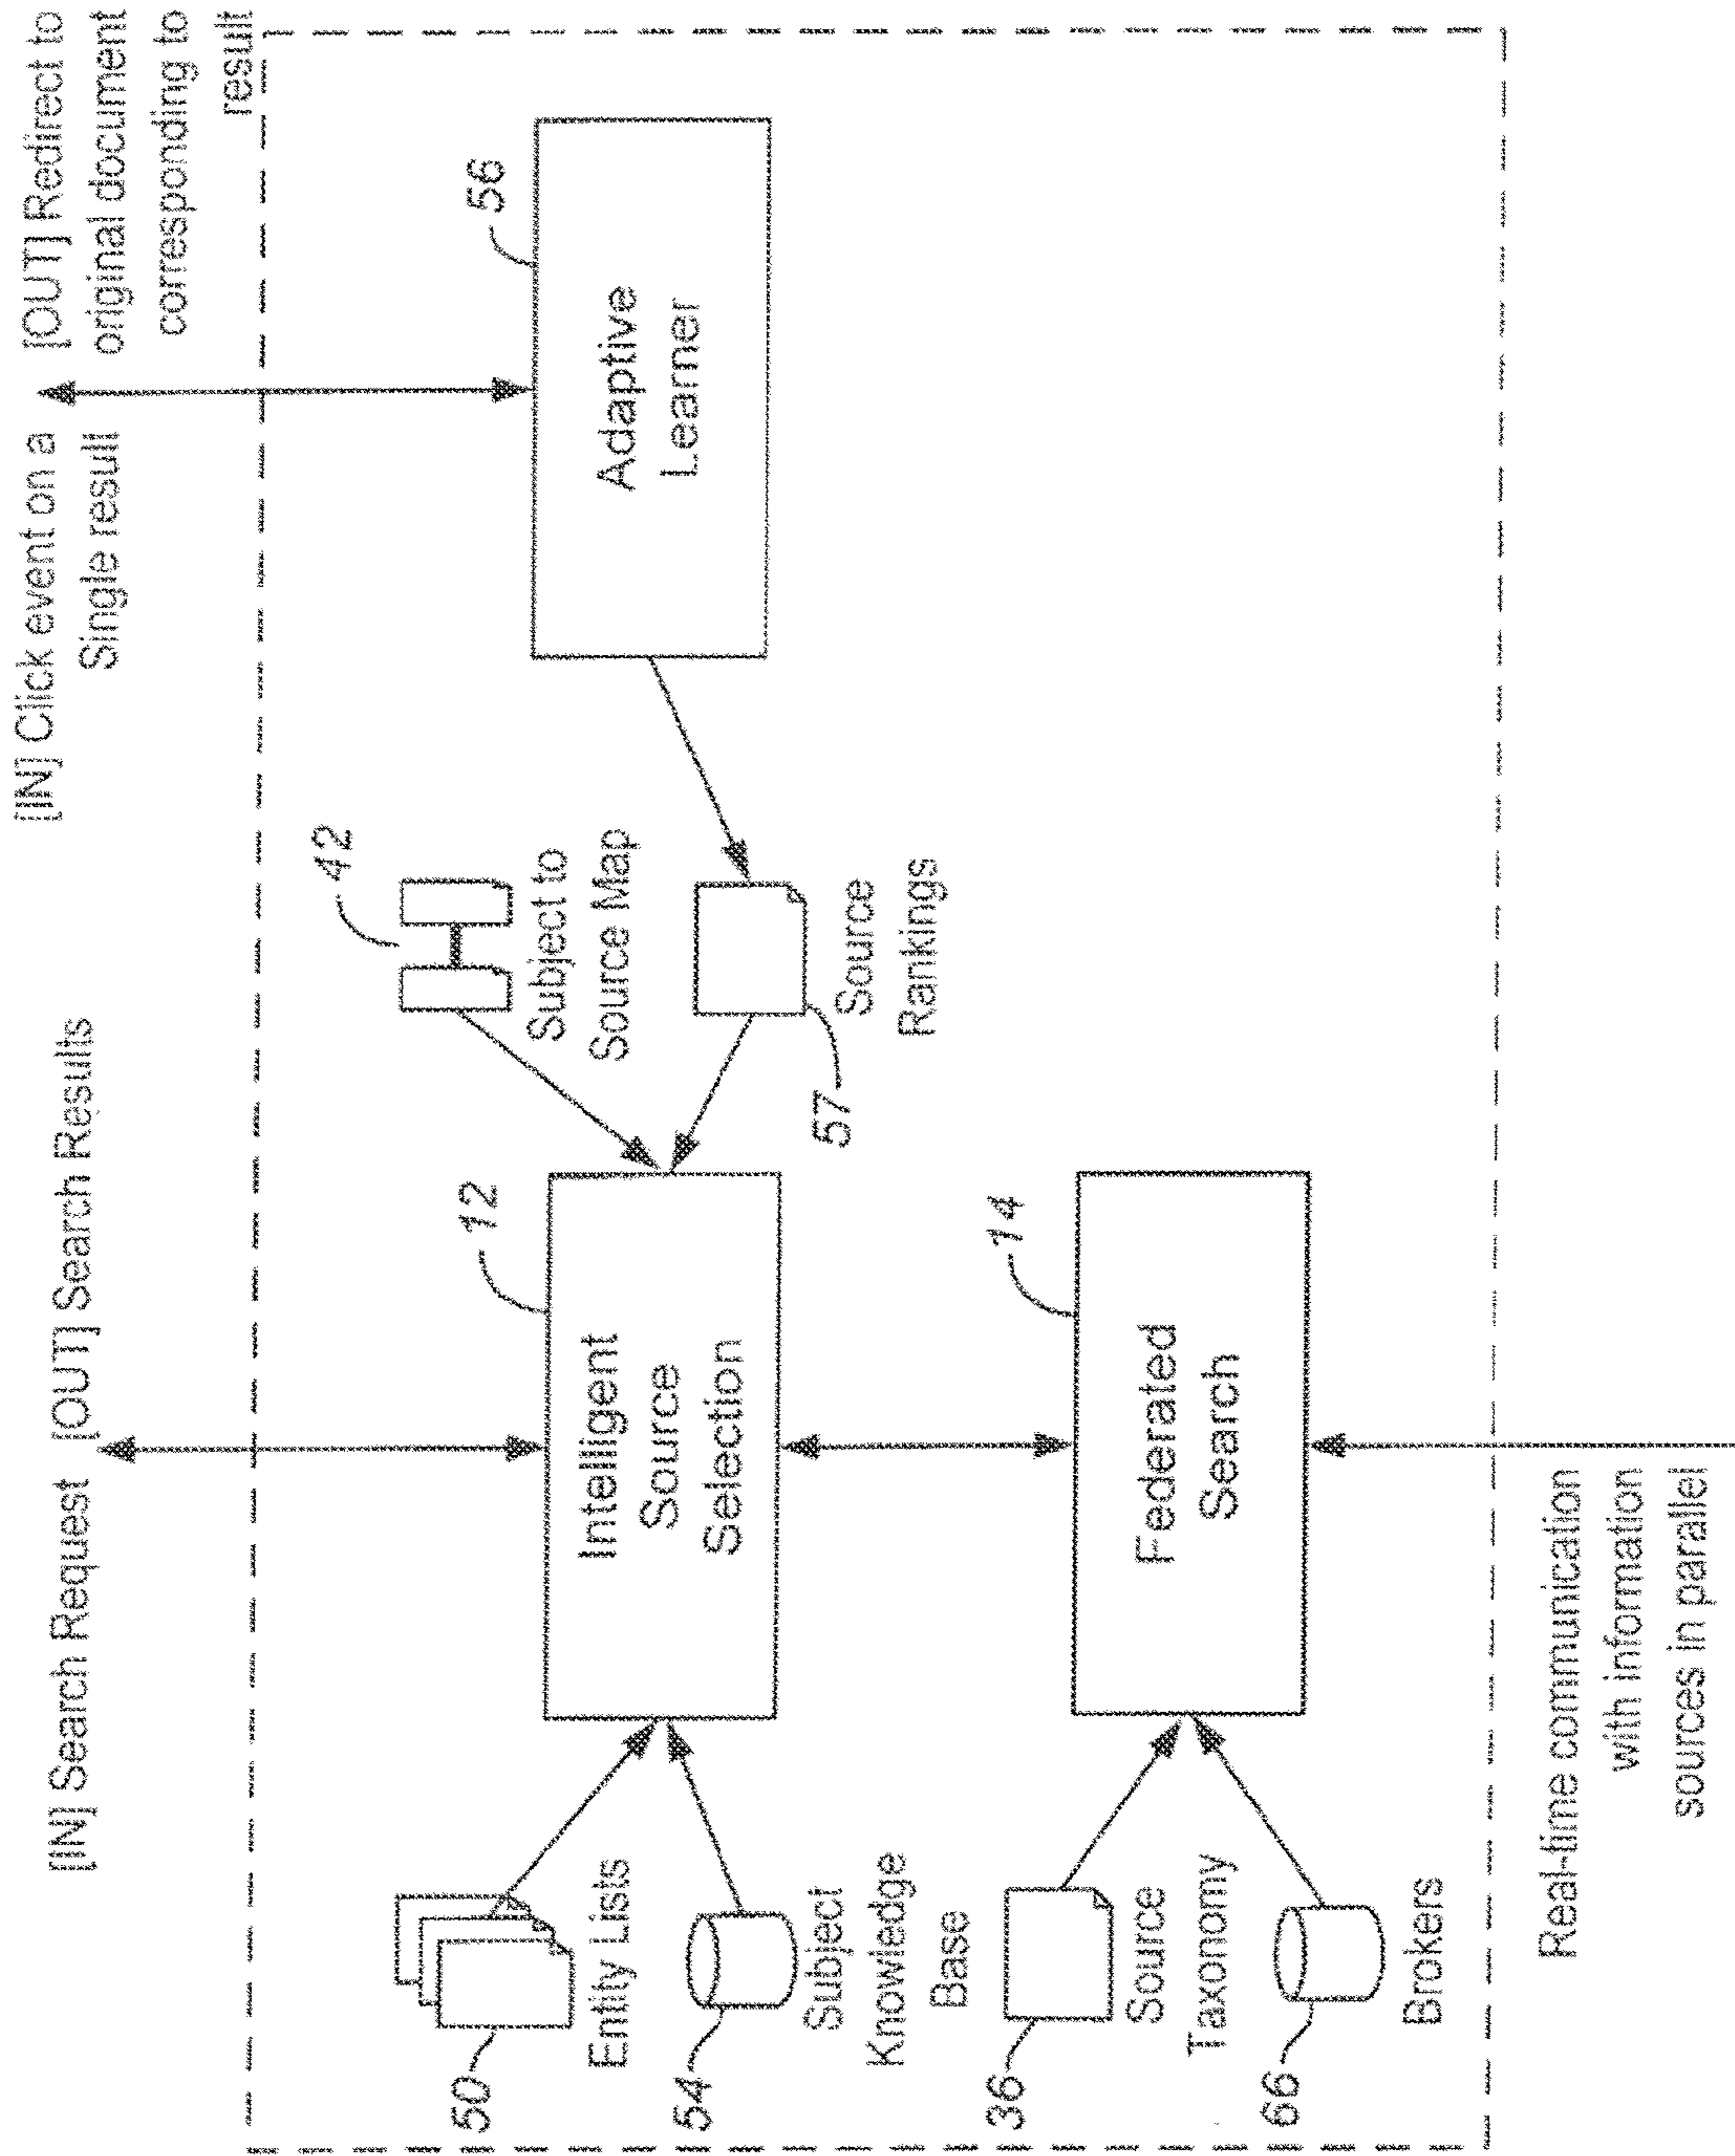 [IN] Search Request
[OUT] Search Results
[IN] Click event on a
Single result
[OUT] Redirect to
original document
corresponding to
result
50
Entity Lists
54
Subject
Knowledge
Base
12
Intelligent
Source
Selection
42
Subject to
Source Map
57
Source
Rankings
56
Adaptive
Learner
36
Source
Taxonomy
66
Brokers
14
Federated
Search
Real-time communication
with information
sources in parallel